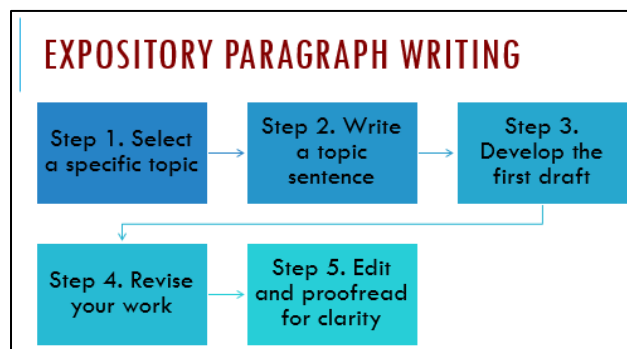 EXPOSITORY PARAGRAPH WRITING
Step 1. Select
a specific topic
Step 2. Write
a topic
sentence
Step 3.
Develop the
first draft
Step 4. Revise
your work
Step 5. Edit
and proofread
for clarity